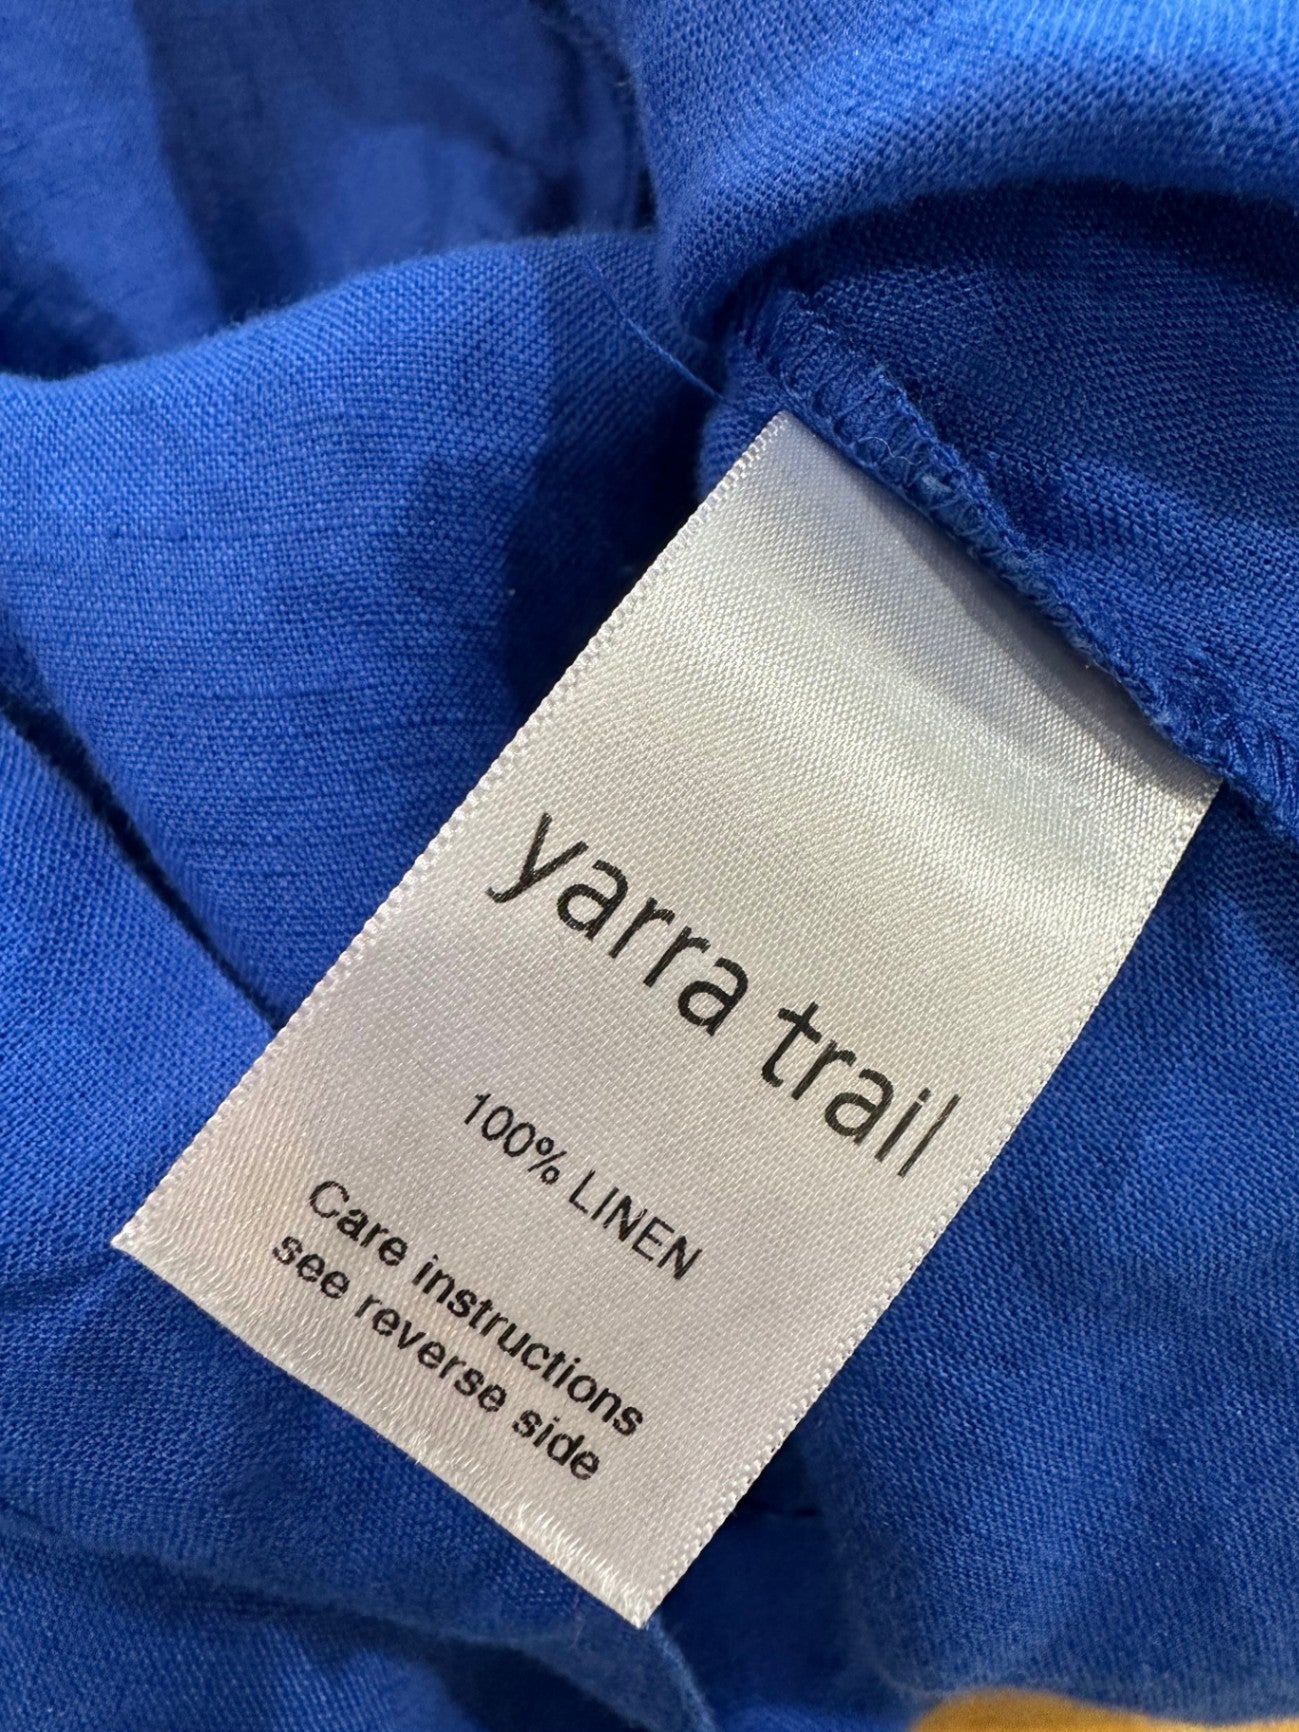 yarra trail
100% LINEN
Care instructions
see reverse side